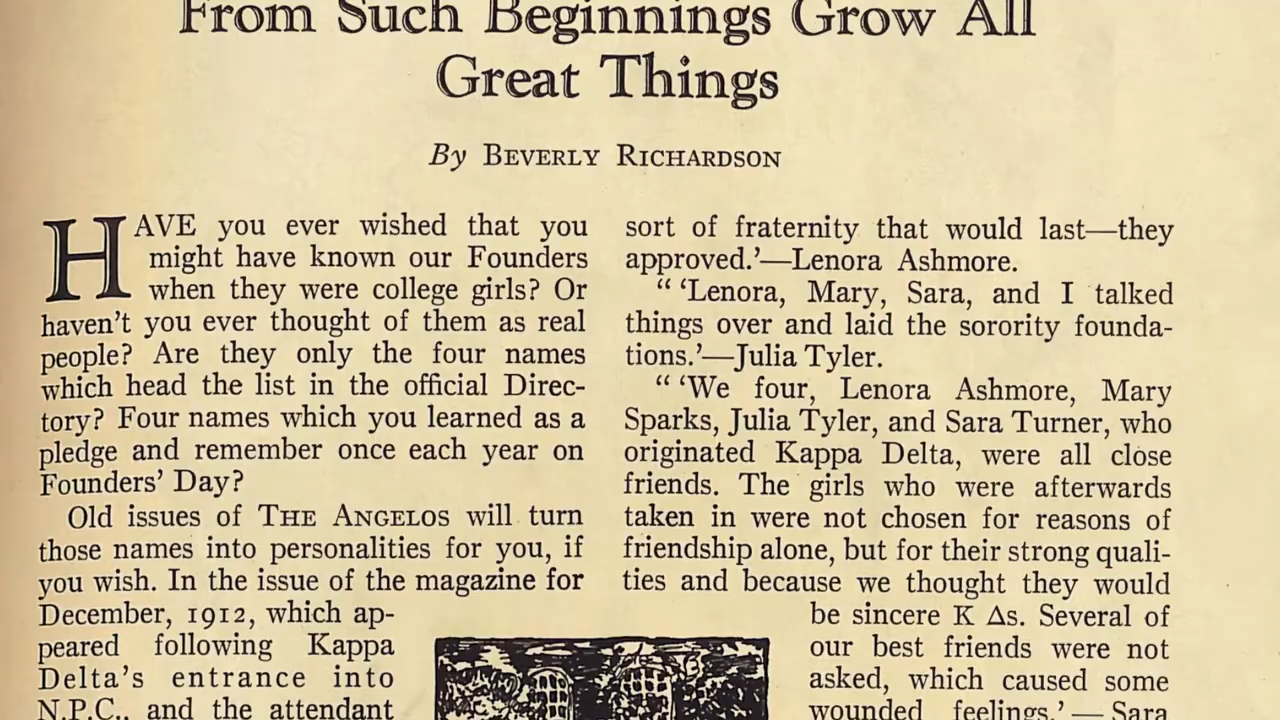 From Such Beginnings Grow All
Great Things
By BEVERLY RICHARDSON
HAVE you ever wished that you
might have known our Founders
when they were college girls? Or
haven't you ever thought of them as real
people? Are they only the four names
which head the list in the official Direc-
tory? Four names which you learned as a
pledge and remember once each year on
Founders' Day?
Old issues of THE ANGELOS will turn
those names into personalities for you, if
you wish. In the issue of the magazine for
December, 1912, which ap-
peared following Kappa
Delta's entrance into
N.P.C., and the attendant
sort of fraternity that would last—they
approved.'—Lenora Ashmore.
“ ‘Lenora, Mary, Sara, and I talked
things over and laid the sorority founda-
tions.'—Julia Tyler.
“ ‘We four, Lenora Ashmore, Mary
Sparks, Julia Tyler, and Sara Turner, who
originated Kappa Delta, were all close
friends. The girls who were afterwards
taken in were not chosen for reasons of
friendship alone, but for their strong quali-
ties and because we thought they would
be sincere K Δs. Several of
our best friends were not
asked, which caused some
wounded feelings.'—Sara